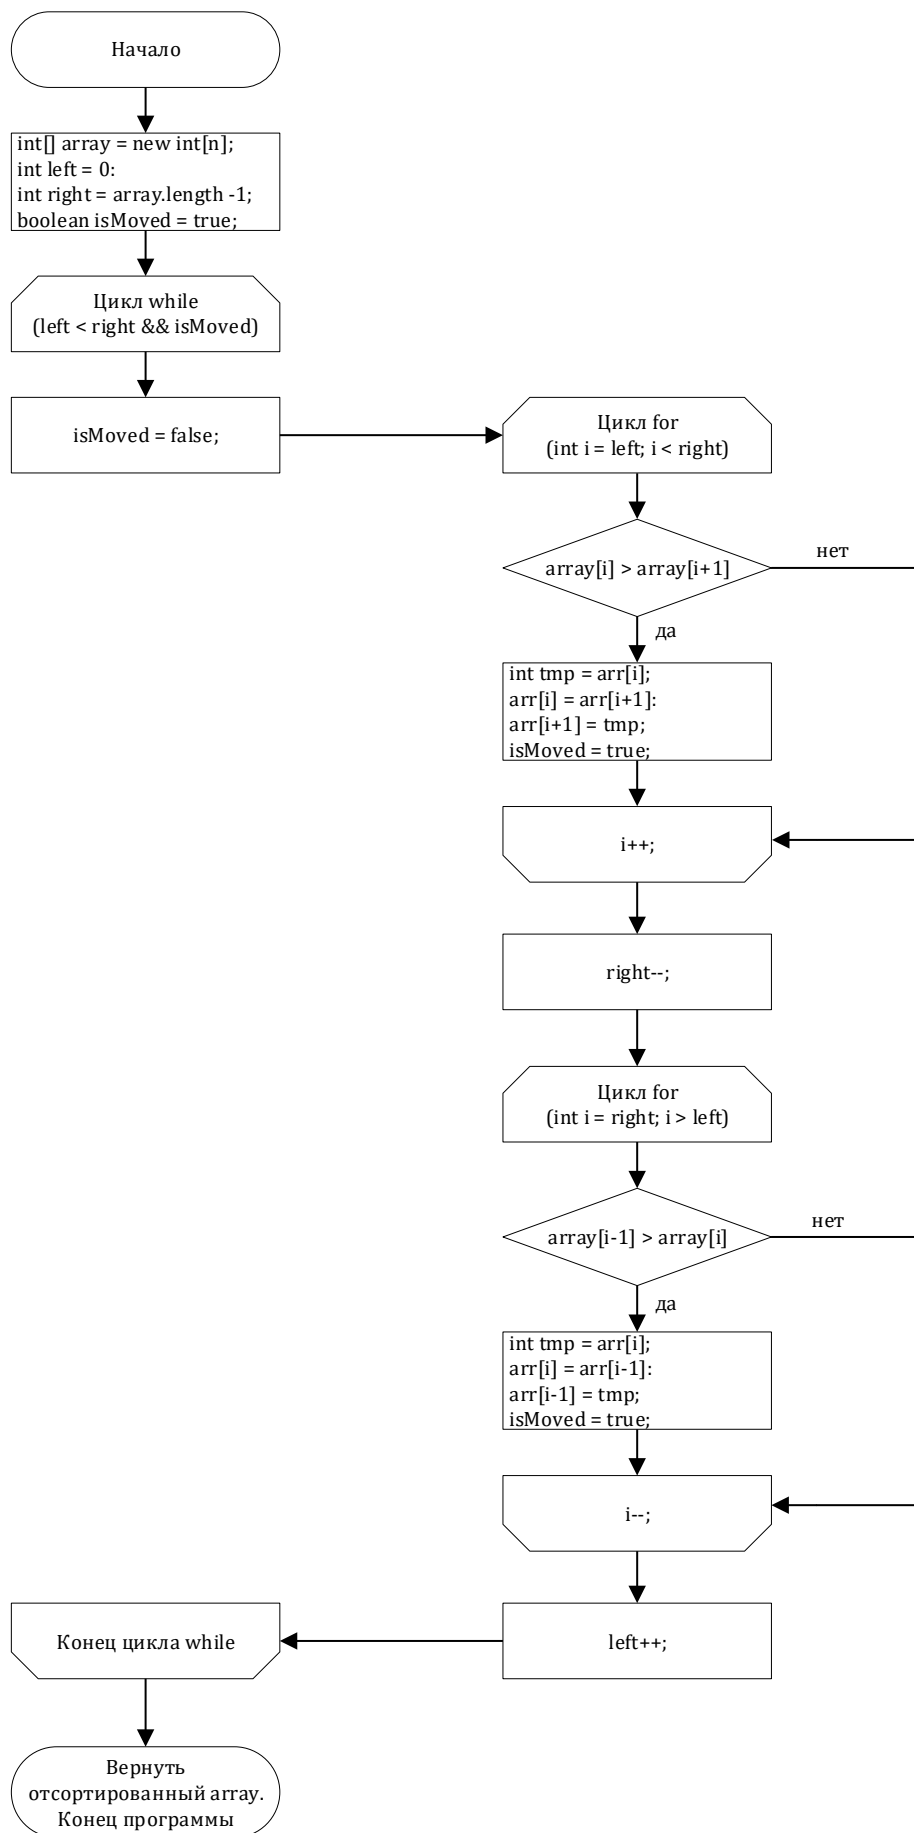 Начало
int[] array = new int[n];
int left = 0:
int right = array.length -1;
boolean isMoved = true;
Цикл while
(left < right && isMoved)
isMoved = false;
Цикл for
(int i = left; i < right)
array[i] > array[i+1]
нет
да
int tmp = arr[i];
arr[i] = arr[i+1]:
arr[i+1] = tmp;
isMoved = true;
i++;
right--;
Цикл for
(int i = right; i > left)
array[i-1] > array[i]
нет
да
int tmp = arr[i];
arr[i] = arr[i-1]:
arr[i-1] = tmp;
isMoved = true;
i--;
left++;
Конец цикла while
Вернуть
отсортированный array.
Конец программы